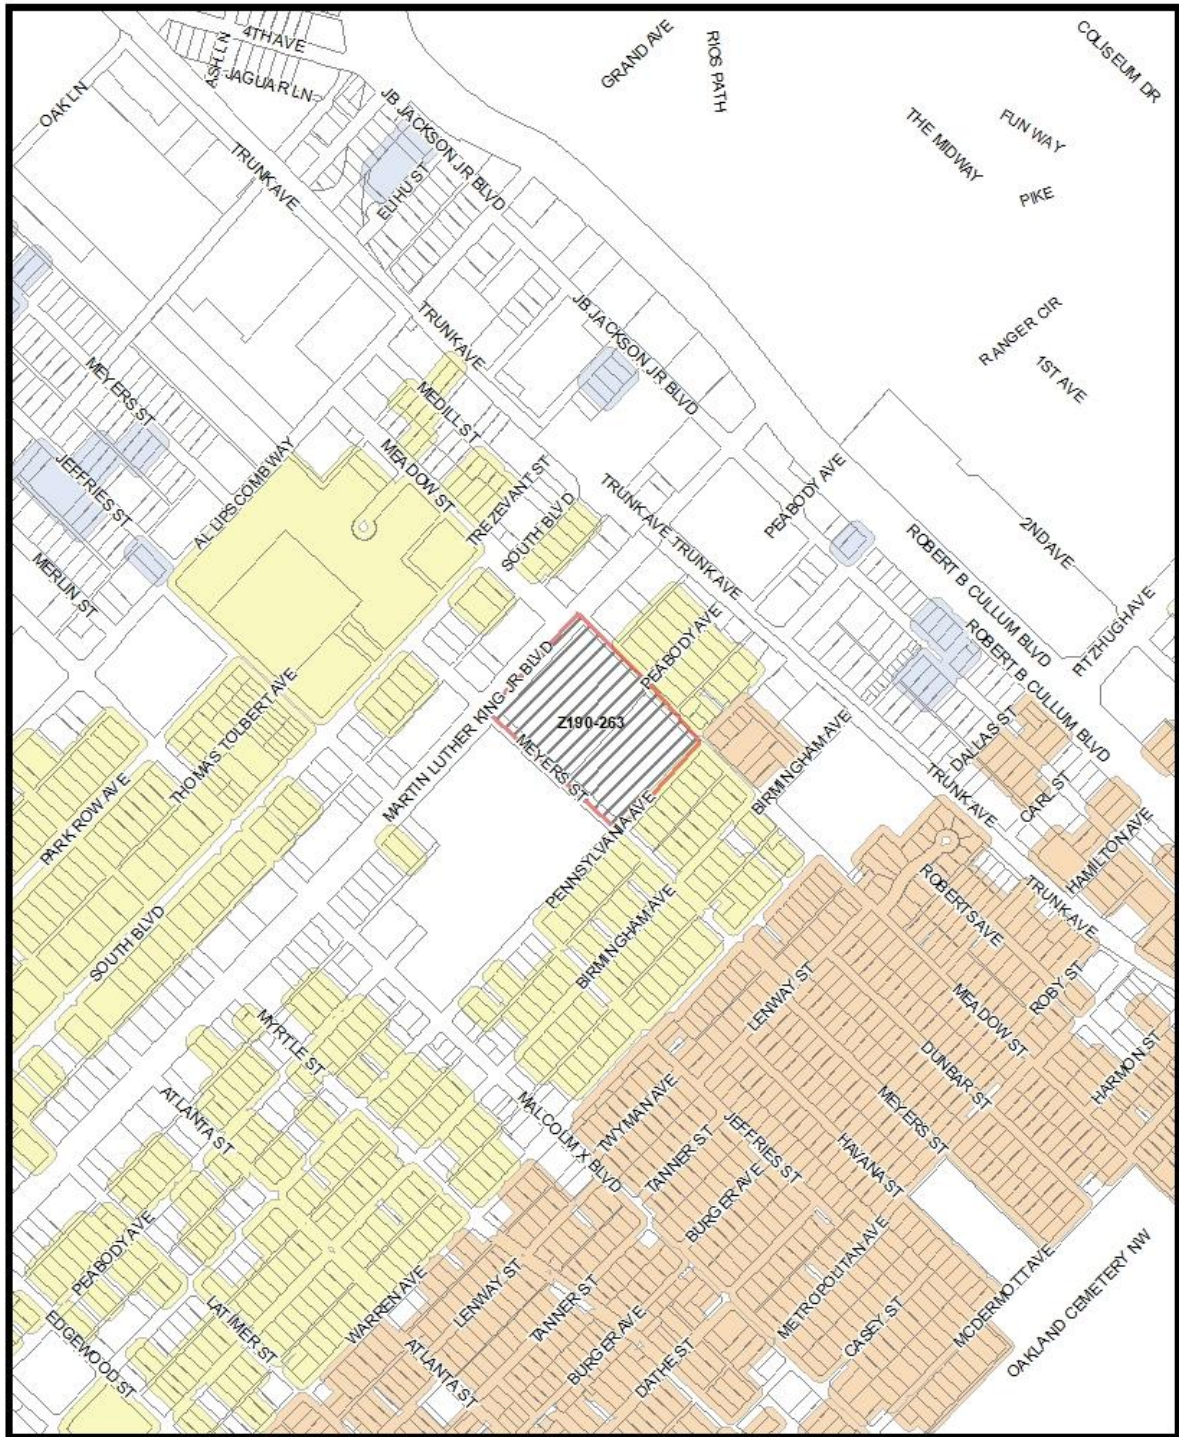 4TH AVE
ASH LN
JAGUAR LN
OAK LN
GRAND AVE
RIOS PATH
COLISEUM DR
JB JACKSON JR BLVD
THE MIDWAY
FUN WAY
PIKE
TRUNK AVE
ELIHU ST
JB JACKSON JR BLVD
RANGER CIR
1ST AVE
TRUNK AVE
MEYERS ST
MEDILL ST
MEADOW ST
JEFFRIES ST
AL LIPSCOMB WAY
TREZEVANT ST
SOUTH BLVD
TRUNK AVE
TRUNK AVE
PEABODY AVE
ROBERT B CULLUM BLVD
2ND AVE
MERLIN ST
FITZHUGH AVE
ROBERT B CULLUM BLVD
PEABODY AVE
THOMAS TOLBERT AVE
MARTIN LUTHER KING JR BLVD
Z190-263
MEYERS ST
BIRMINGHAM AVE
DALLAS ST
TRUNK AVE
CARL ST
PARK ROW AVE
PENNSYLVANIA AVE
HAMILTON AVE
ROBERTS AVE
TRUNK AVE
SOUTH BLVD
BIRMINGHAM AVE
LENWAY ST
MEADOW ST
ROBY ST
MYRTLE ST
DUNBAR ST
HARMON ST
ATLANTA ST
MALCOLM X BLVD
TWYMAN AVE
TANNER ST
JEFFRIES ST
MEYERS ST
HAVANA ST
BURGER AVE
PEABODY AVE
METROPOLITAN AVE
MCDERMOTT AVE
OAKLAND CEMETERY NW
EDGEWOOD ST
LATIMER ST
WARREN AVE
LENWAY ST
TANNER ST
ATLANTA ST
BURGER AVE
DATHE ST
CASEY ST